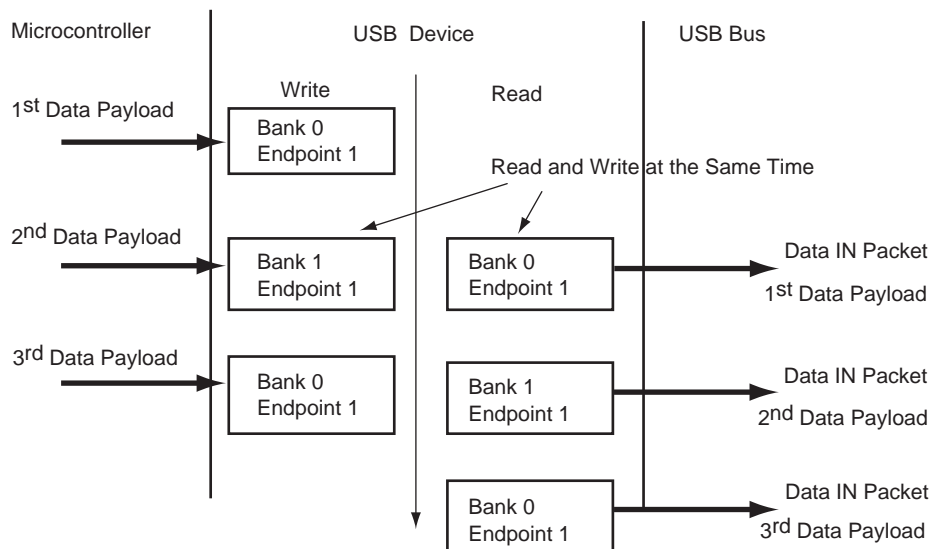 Microcontroller
USB Device
USB Bus
Write
Read
1st Data Payload
Bank 0
Endpoint 1
Read and Write at the Same Time
2nd Data Payload
Bank 1
Endpoint 1
Bank 0
Endpoint 1
Data IN Packet
1st Data Payload
3rd Data Payload
Bank 0
Endpoint 1
Bank 1
Endpoint 1
Data IN Packet
2nd Data Payload
Bank 0
Endpoint 1
Data IN Packet
3rd Data Payload